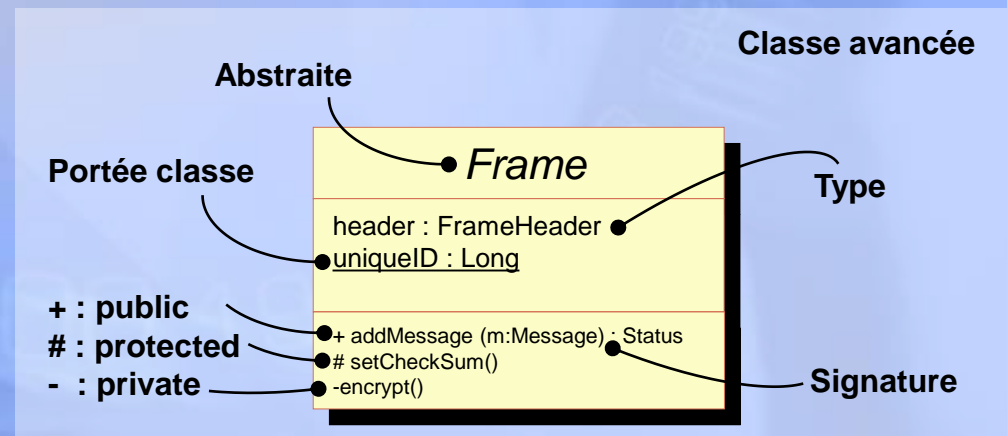 Classe avancée
Abstraite
Frame
Portée classe
Type
header : FrameHeader
uniqueID : Long
+ : public
# : protected
- : private
+ addMessage (m:Message) : Status
# setCheckSum()
-encrypt()
Signature